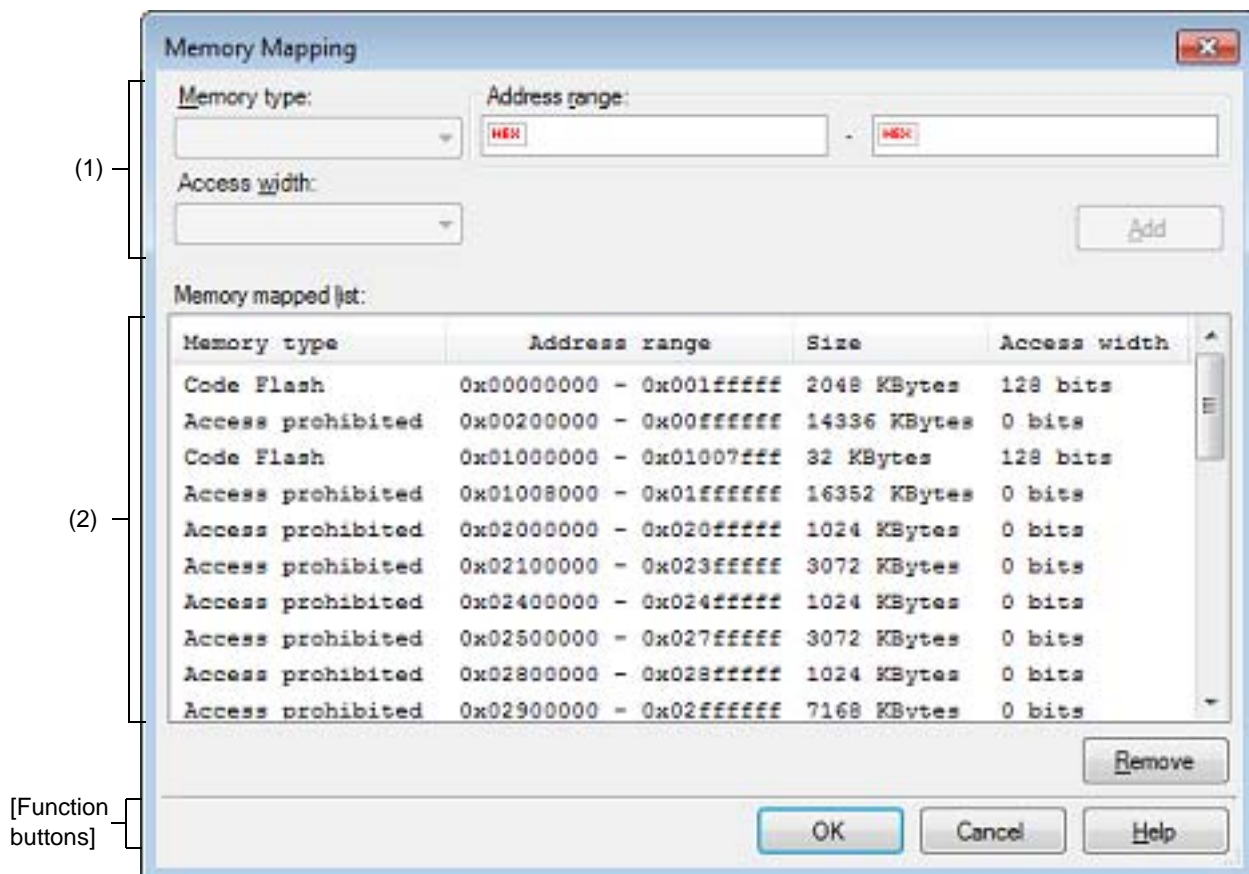 Memory Mapping
(1)
Memory type:
Address range:
HEX
-
HEX
Access width:
Add
Memory mapped list:
(2)
Memory type Address range Size Access width
Code Flash 0x00000000 - 0x001fffff 2048 KBytes 128 bits
Access prohibited 0x00200000 - 0x00ffffff 14336 KBytes 0 bits
Code Flash 0x01000000 - 0x01007fff 32 KBytes 128 bits
Access prohibited 0x01008000 - 0x01ffffff 16352 KBytes 0 bits
Access prohibited 0x02000000 - 0x020fffff 1024 KBytes 0 bits
Access prohibited 0x02100000 - 0x023fffff 3072 KBytes 0 bits
Access prohibited 0x02400000 - 0x024fffff 1024 KBytes 0 bits
Access prohibited 0x02500000 - 0x027fffff 3072 KBytes 0 bits
Access prohibited 0x02800000 - 0x028fffff 1024 KBytes 0 bits
Access prohibited 0x02900000 - 0x02ffffff 7168 KBytes 0 bits
Remove
[Function
buttons]
OK
Cancel
Help